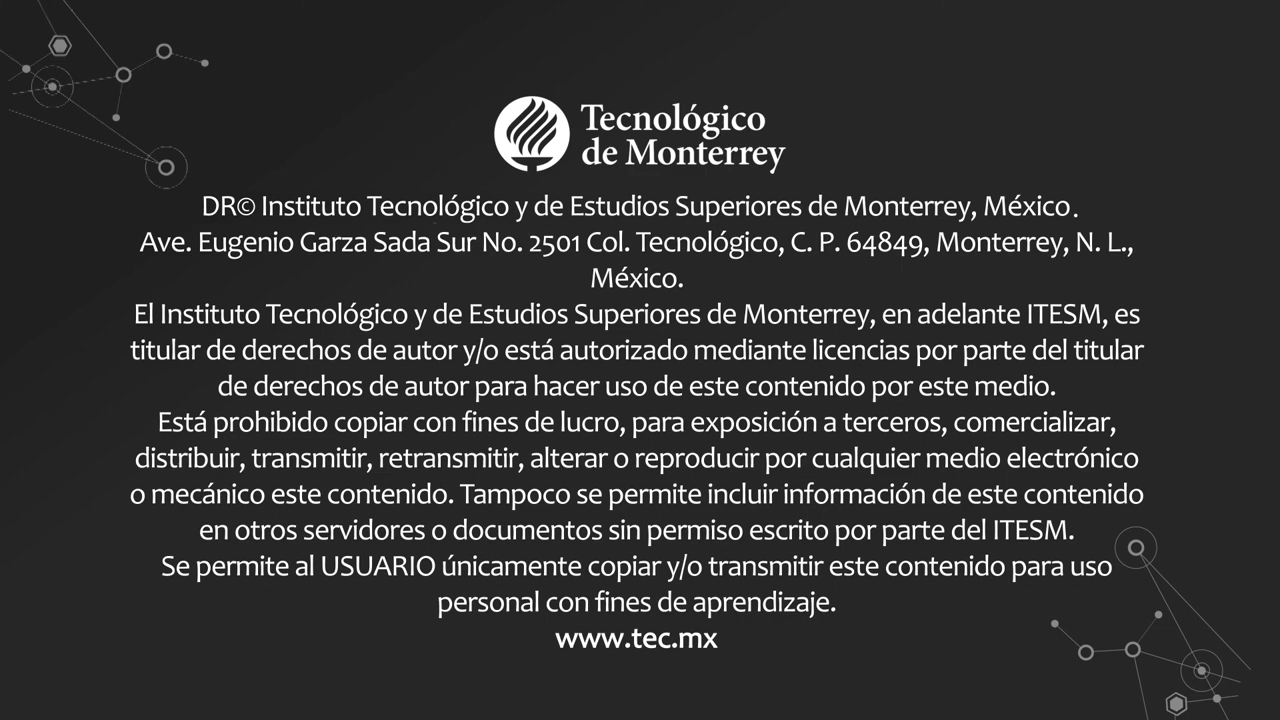 Tecnológico
de Monterrey
DR© Instituto Tecnológico y de Estudios Superiores de Monterrey, México.
Ave. Eugenio Garza Sada Sur No. 2501 Col. Tecnológico, C. P. 64849, Monterrey, N. L.,
México.
El Instituto Tecnológico y de Estudios Superiores de Monterrey, en adelante ITESM, es
titular de derechos de autor y/o está autorizado mediante licencias por parte del titular
de derechos de autor para hacer uso de este contenido por este medio.
Está prohibido copiar con fines de lucro, para exposición a terceros, comercializar,
distribuir, transmitir, retransmitir, alterar o reproducir por cualquier medio electrónico
o mecánico este contenido. Tampoco se permite incluir información de este contenido
en otros servidores o documentos sin permiso escrito por parte del ITESM.
Se permite al USUARIO únicamente copiar y/o transmitir este contenido para uso
personal con fines de aprendizaje.
www.tec.mx